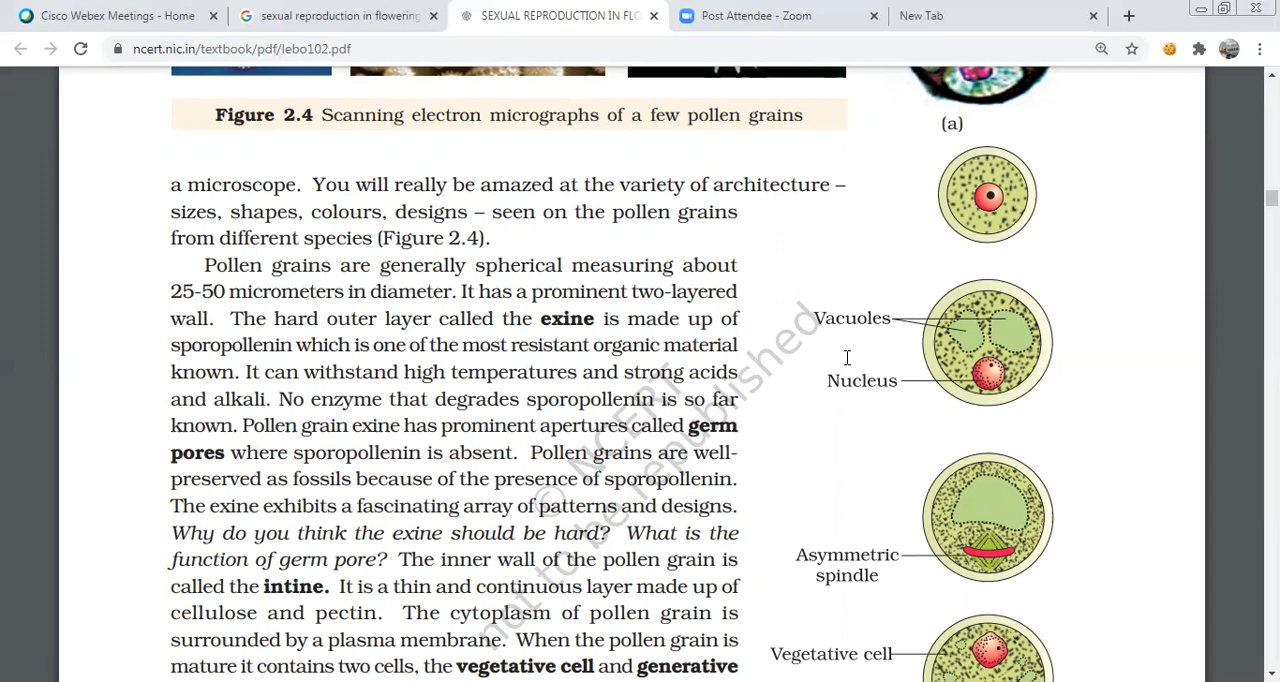 Cisco Webex Meetings - Home
sexual reproduction in flowering
SEXUAL REPRODUCTION IN FLO
Post Attendee - Zoom
New Tab
ncert.nic.in/textbook/pdf/lebo102.pdf
Figure 2.4 Scanning electron micrographs of a few pollen grains
(a)
a microscope. You will really be amazed at the variety of architecture –
sizes, shapes, colours, designs – seen on the pollen grains
from different species (Figure 2.4).
Pollen grains are generally spherical measuring about
25-50 micrometers in diameter. It has a prominent two-layered
wall. The hard outer layer called the exine is made up of
sporopollenin which is one of the most resistant organic material
known. It can withstand high temperatures and strong acids
and alkali. No enzyme that degrades sporopollenin is so far
known. Pollen grain exine has prominent apertures called germ
pores where sporopollenin is absent. Pollen grains are well-
preserved as fossils because of the presence of sporopollenin.
The exine exhibits a fascinating array of patterns and designs.
Why do you think the exine should be hard? What is the
function of germ pore? The inner wall of the pollen grain is
called the intine. It is a thin and continuous layer made up of
cellulose and pectin. The cytoplasm of pollen grain is
surrounded by a plasma membrane. When the pollen grain is
mature it contains two cells, the vegetative cell and generative
Vacuoles
Nucleus
Asymmetric
spindle
Vegetative cell
© NCERT
not to be republished